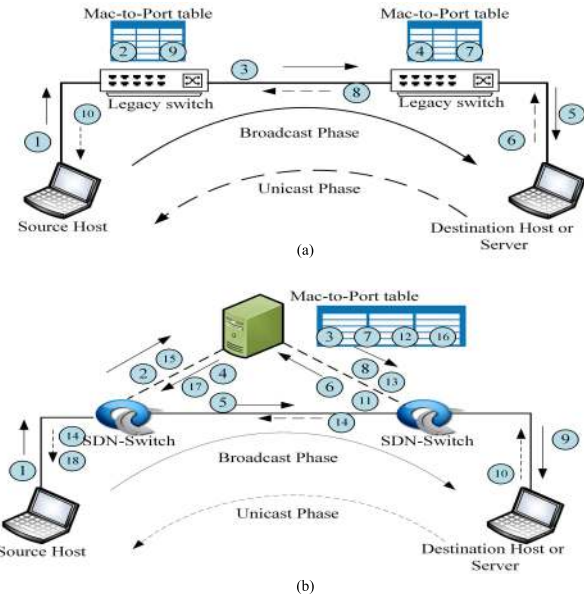 Mac-to-Port table Mac-to-Port table
2 9 4 7
3
8
Legacy switch Legacy switch
1 10 6 5
Broadcast Phase
Unicast Phase
Source Host Destination Host or
Server
(a)
Mac-to-Port table
3 7 12 16
2 15 4 8
17 6 13
5 11
14
SDN-Switch SDN-Switch
14
18
1 9
10
Broadcast Phase
Unicast Phase
Source Host Destination Host or
Server
(b)